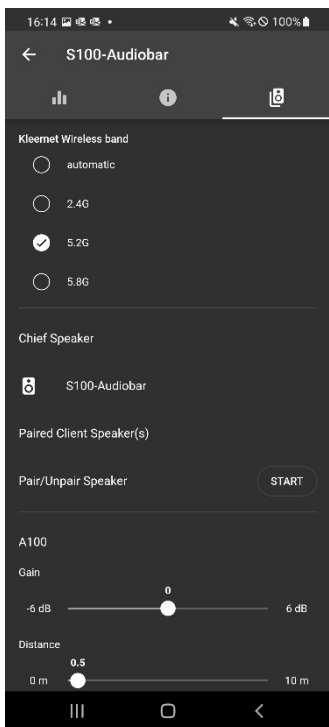 16:14 100%
S100-Audiobar
Kleernet Wireless band
automatic
2.4G
5.2G
5.8G
Chief Speaker
S100-Audiobar
Paired Client Speaker(s)
Pair/Unpair Speaker START
A100
Gain
0
-6 dB 6 dB
Distance
0.5
0 m 10 m